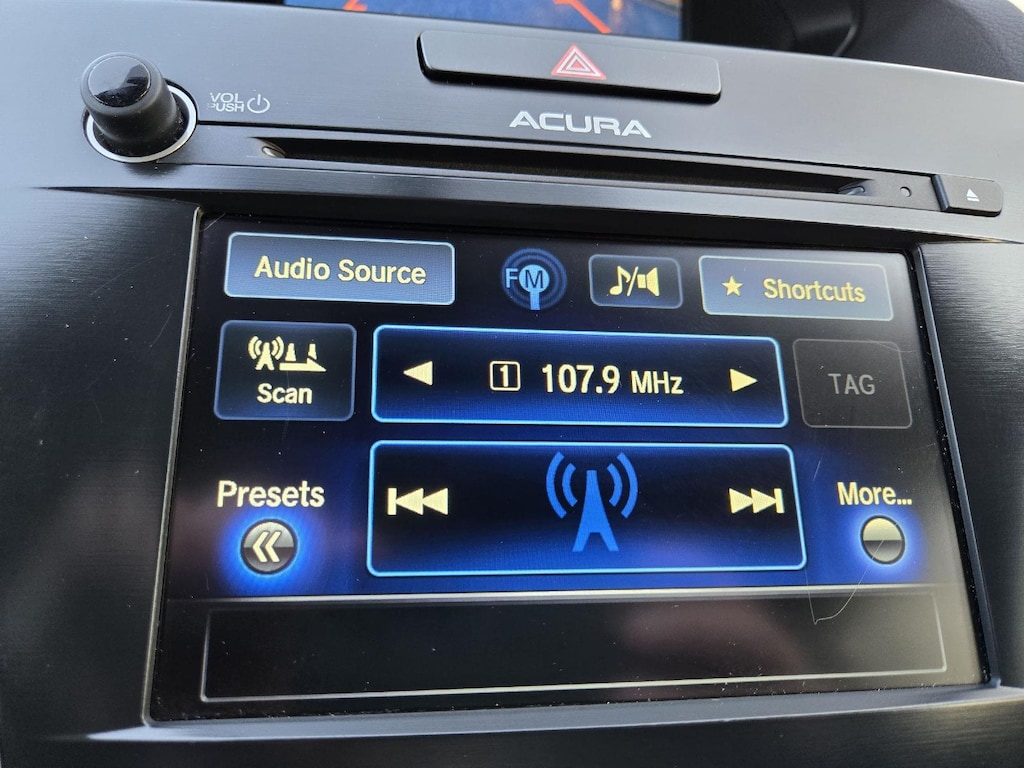 VOL
PUSH
ACURA
Audio Source
FM
Shortcuts
Scan
1 107.9 MHz
TAG
Presets
More...